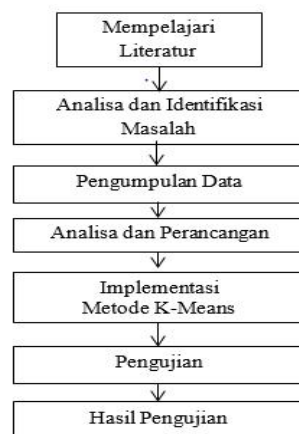 Mempelajari
Literatur
Analisa dan Identifikasi
Masalah
Pengumpulan Data
Analisa dan Perancangan
Implementasi
Metode K-Means
Pengujian
Hasil Pengujian